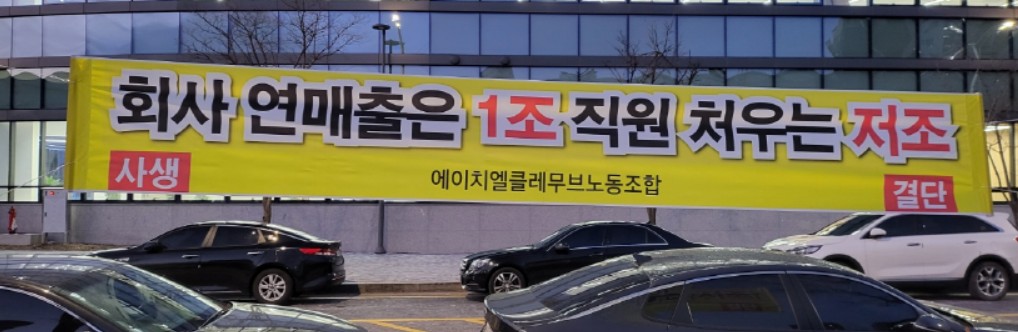 회사 연매출은 1조 직원 처우는 저조
사생
에이치엘클레무브노동조합
결단